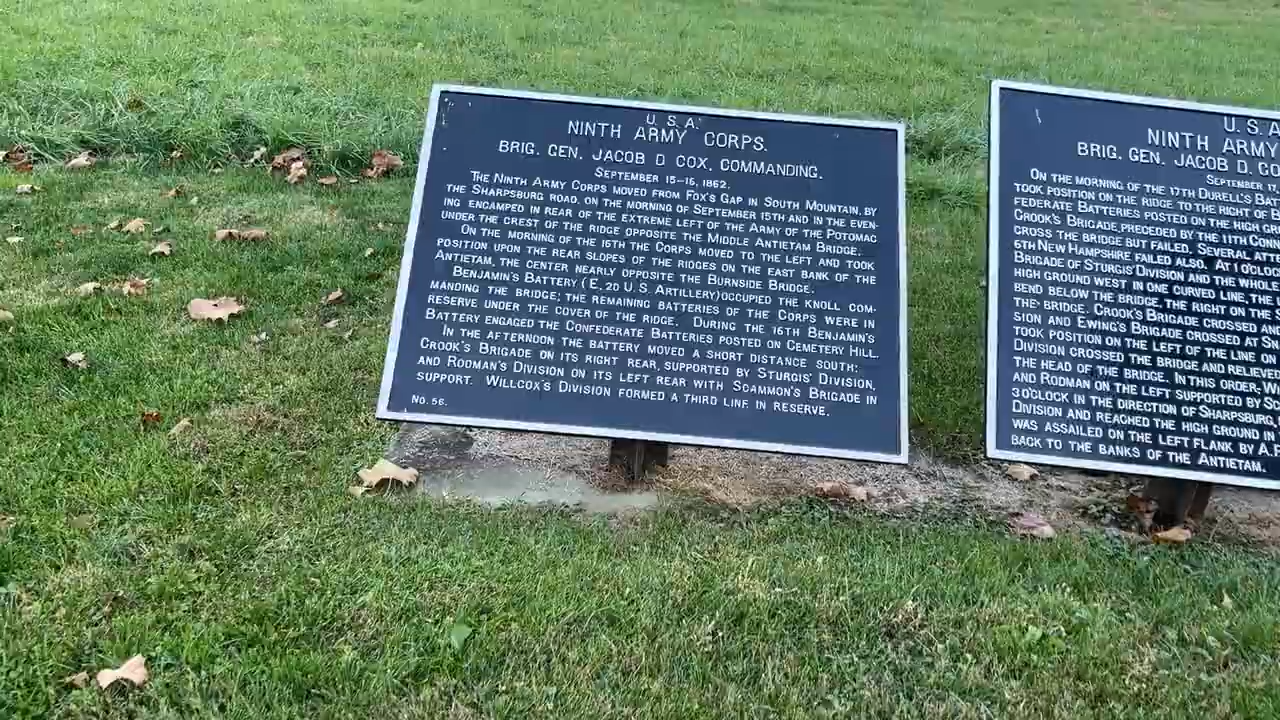 U. S. A.
NINTH ARMY CORPS.
BRIG. GEN. JACOB D COX, COMMANDING.
SEPTEMBER 15-16, 1862.
THE NINTH ARMY CORPS MOVED FROM FOX'S GAP IN SOUTH MOUNTAIN, BY
THE SHARPSBURG ROAD, ON THE MORNING OF SEPTEMBER 15TH AND IN THE EVEN-
ING ENCAMPED IN REAR OF THE EXTREME LEFT OF THE ARMY OF THE POTOMAC
UNDER THE CREST OF THE RIDGE OPPOSITE THE MIDDLE ANTIETAM BRIDGE.
ON THE MORNING OF THE 16TH THE CORPS MOVED TO THE LEFT AND TOOK
POSITION UPON THE REAR SLOPES OF THE RIDGES ON THE EAST BANK OF THE
ANTIETAM, THE CENTER NEARLY OPPOSITE THE BURNSIDE BRIDGE.
BENJAMIN'S BATTERY (E, 2D U. S. ARTILLERY) OCCUPIED THE KNOLL COM-
MANDING THE BRIDGE; THE REMAINING BATTERIES OF THE CORPS WERE IN
RESERVE UNDER THE COVER OF THE RIDGE. DURING THE 16TH BENJAMIN'S
BATTERY ENGAGED THE CONFEDERATE BATTERIES POSTED ON CEMETERY HILL.
IN THE AFTERNOON THE BATTERY MOVED A SHORT DISTANCE SOUTH:
CROOK'S BRIGADE ON ITS RIGHT REAR, SUPPORTED BY STURGIS' DIVISION,
AND RODMAN'S DIVISION ON ITS LEFT REAR WITH SCAMMON'S BRIGADE IN
SUPPORT. WILLCOX'S DIVISION FORMED A THIRD LINE IN RESERVE.
NO. 56.
U. S. A
NINTH ARMY
BRIG. GEN. JACOB D. CO
SEPTEMBER 17,
ON THE MORNING OF THE 17TH DURELL'S BAT
TOOK POSITION ON THE RIDGE TO THE RIGHT OF B
FEDERATE BATTERIES POSTED ON THE HIGH GR
CROOK'S BRIGADE, PRECEDED BY THE 11TH CONN
CROSS THE BRIDGE BUT FAILED. SEVERAL ATTE
6TH NEW HAMPSHIRE FAILED ALSO. AT 1 O'CLOC
BRIGADE OF STURGIS' DIVISION AND THE WHOLE
HIGH GROUND WEST IN ONE CURVED LINE, THE L
BEND BELOW THE BRIDGE, THE RIGHT ON THE S
THE BRIDGE. CROOK'S BRIGADE CROSSED AND
SION AND EWING'S BRIGADE CROSSED AT SN
TOOK POSITION ON THE LEFT OF THE LINE ON
DIVISION CROSSED THE BRIDGE AND RELIEVED
THE HEAD OF THE BRIDGE. IN THIS ORDER, W
AND RODMAN ON THE LEFT SUPPORTED BY S
3 O'CLOCK IN THE DIRECTION OF SHARPSBURG,
DIVISION AND REACHED THE HIGH GROUND IN
WAS ASSAILED ON THE LEFT FLANK BY A. P
BACK TO THE BANKS OF THE ANTIETAM.